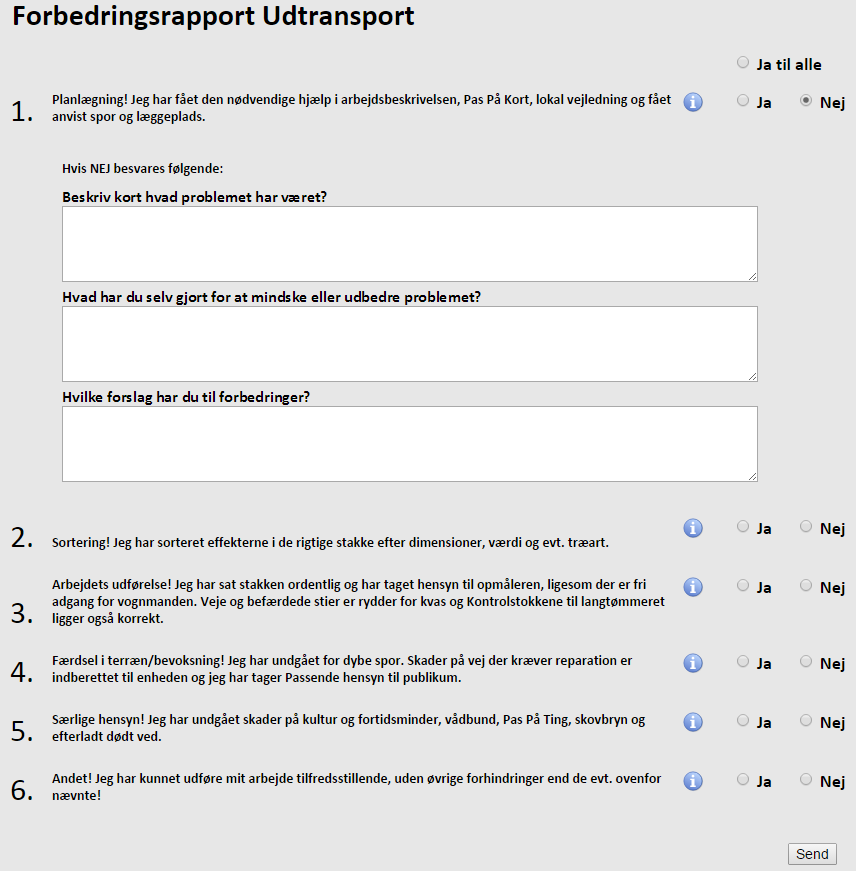 Forbedringsrapport Udtransport
Ja til alle
1. Planlægning! Jeg har fået den nødvendige hjælp i arbejdsbeskrivelsen, Pas På Kort, lokal vejledning og fået
anvist spor og læggeplads.
i Ja Nej
Hvis NEJ besvares følgende:
Beskriv kort hvad problemet har været?
Hvad har du selv gjort for at mindske eller udbedre problemet?
Hvilke forslag har du til forbedringer?
2. Sortering! Jeg har sorteret effekterne i de rigtige stakke efter dimensioner, værdi og evt. træart.
i Ja Nej
3. Arbejdets udførelse! Jeg har sat stakken ordentlig og har taget hensyn til opmåleren, ligesom der er fri
adgang for vognmanden. Veje og befærdede stier er rydder for kvas og Kontrolstokkene til langtømmeret
ligger også korrekt.
i Ja Nej
4. Færdsel i terræn/bevoksning! Jeg har undgået for dybe spor. Skader på vej der kræver reparation er
indberettet til enheden og jeg har tager Passende hensyn til publikum.
i Ja Nej
5. Særlige hensyn! Jeg har undgået skader på kultur og fortidsminder, vådbund, Pas På Ting, skovbryn og
efterladt dødt ved.
i Ja Nej
6. Andet! Jeg har kunnet udføre mit arbejde tilfredsstillende, uden øvrige forhindringer end de evt. ovenfor
nævnte!
i Ja Nej
Send